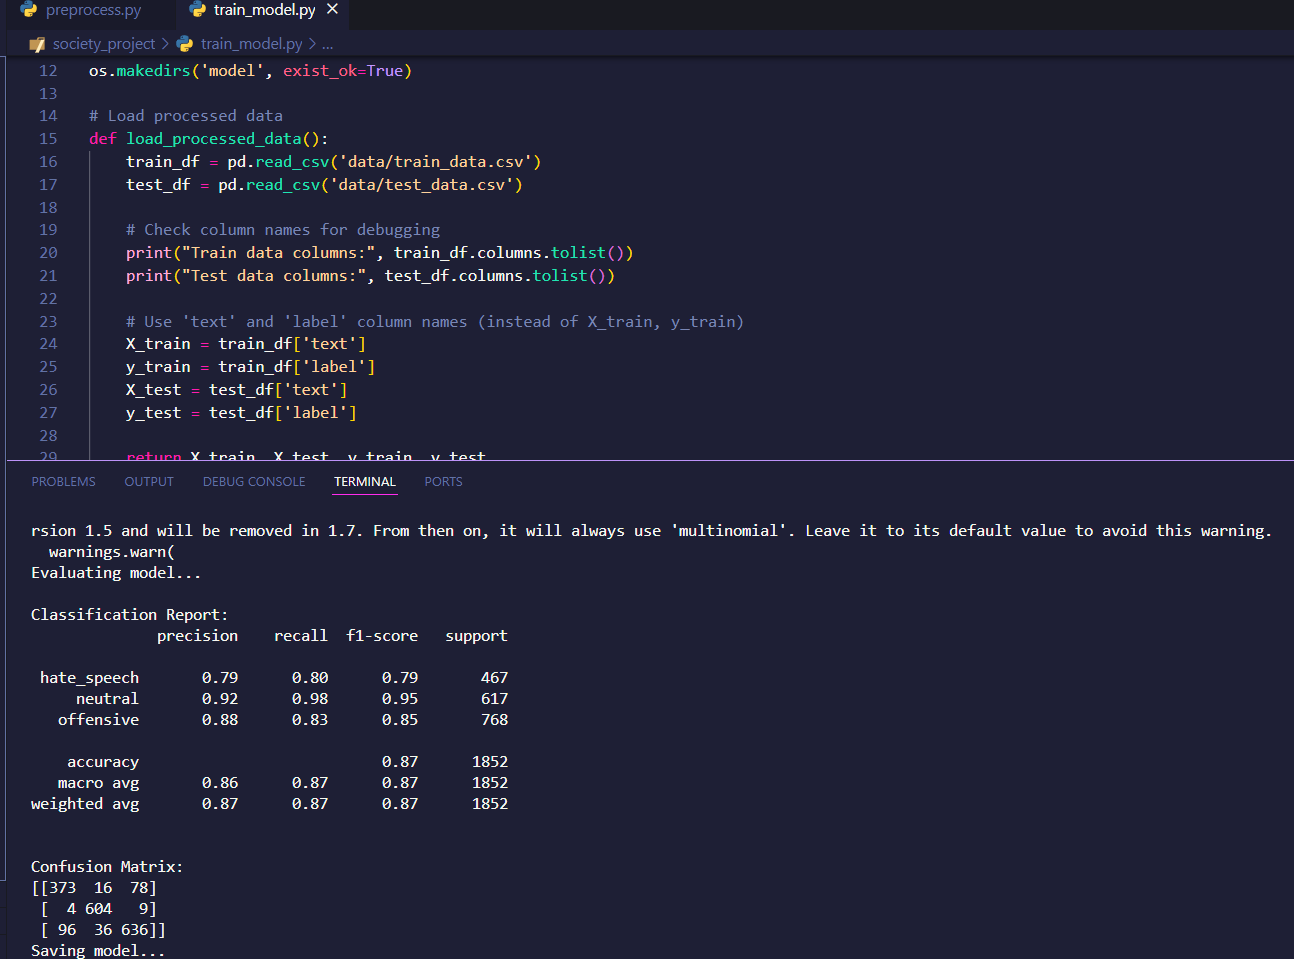 preprocess.py train_model.py ×
society_project > train_model.py > ...
12 os.makedirs('model', exist_ok=True)
13
14 # Load processed data
15 def load_processed_data():
16 train_df = pd.read_csv('data/train_data.csv')
17 test_df = pd.read_csv('data/test_data.csv')
18
19 # Check column names for debugging
20 print("Train data columns:", train_df.columns.tolist())
21 print("Test data columns:", test_df.columns.tolist())
22
23 # Use 'text' and 'label' column names (instead of X_train, y_train)
24 X_train = train_df['text']
25 y_train = train_df['label']
26 X_test = test_df['text']
27 y_test = test_df['label']
28
29 return X_train, X_test, y_train, y_test
PROBLEMS OUTPUT DEBUG CONSOLE TERMINAL PORTS
rsion 1.5 and will be removed in 1.7. From then on, it will always use 'multinomial'. Leave it to its default value to avoid this warning.
warnings.warn(
Evaluating model...
Classification Report:
precision recall f1-score support
hate_speech 0.79 0.80 0.79 467
neutral 0.92 0.98 0.95 617
offensive 0.88 0.83 0.85 768
accuracy 0.87 1852
macro avg 0.86 0.87 0.87 1852
weighted avg 0.87 0.87 0.87 1852
Confusion Matrix:
[[373 16 78]
[ 4 604 9]
[ 96 36 636]]
Saving model...